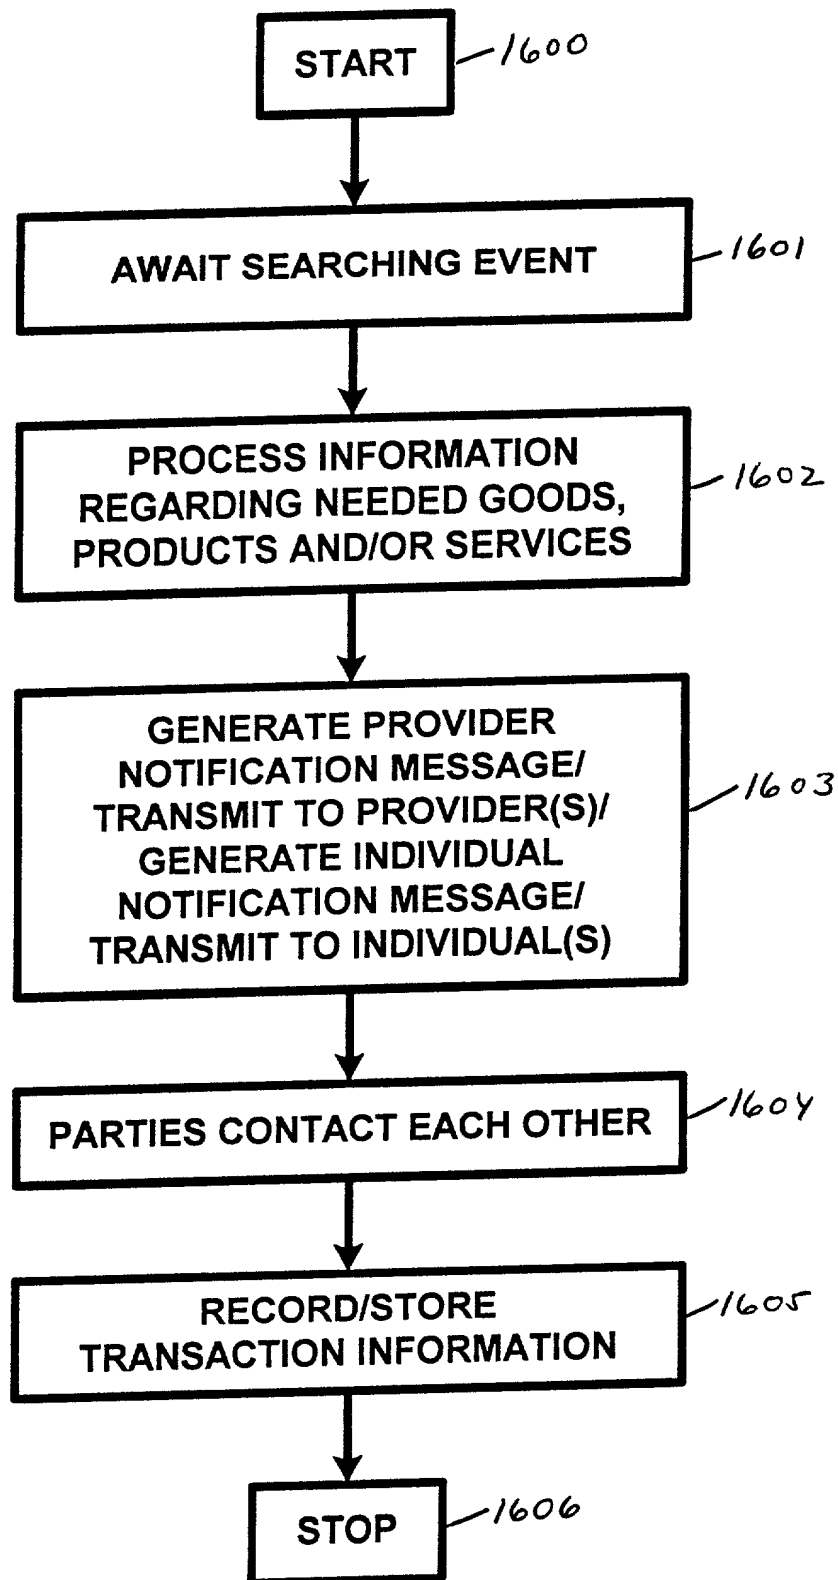 START
1600
AWAIT SEARCHING EVENT
1601
PROCESS INFORMATION
REGARDING NEEDED GOODS,
PRODUCTS AND/OR SERVICES
1602
GENERATE PROVIDER
NOTIFICATION MESSAGE/
TRANSMIT TO PROVIDER(S)/
GENERATE INDIVIDUAL
NOTIFICATION MESSAGE/
TRANSMIT TO INDIVIDUAL(S)
1603
PARTIES CONTACT EACH OTHER
1604
RECORD/STORE
TRANSACTION INFORMATION
1605
STOP
1606